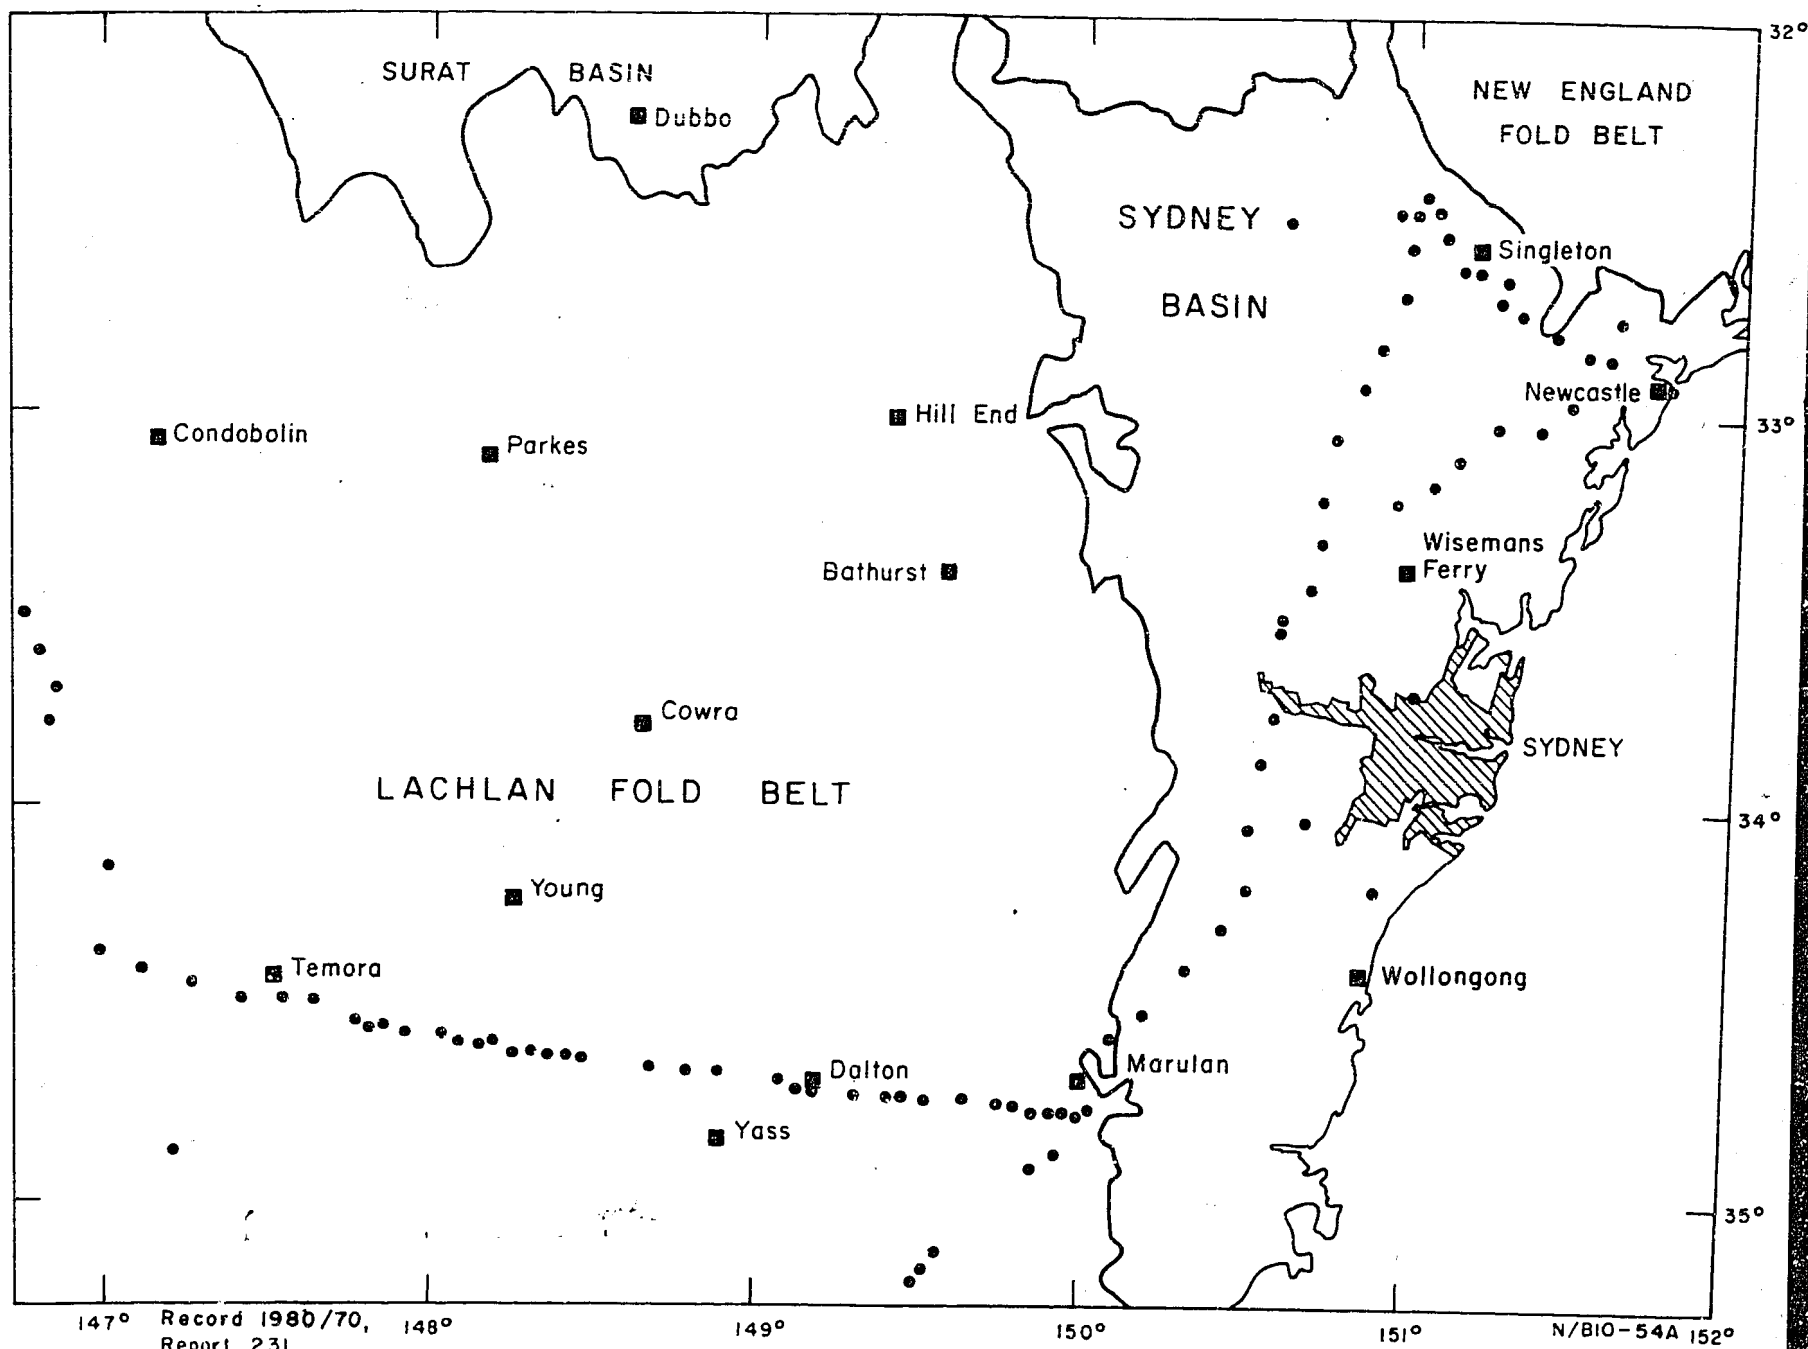 32°
SURAT BASIN
NEW ENGLAND
FOLD BELT
Dubbo
SYDNEY
BASIN
Singleton
Newcastle
Hill End
33°
Condobolin
Parkes
Wisemans
Ferry
Bathurst
Cowra
SYDNEY
LACHLAN FOLD BELT
34°
Young
Temora
Wollongong
Dalton
Marulan
Yass
35°
147° 148° 149° 150° 151° 152°
Record 1980/70,
Report 231
N/B10-54A